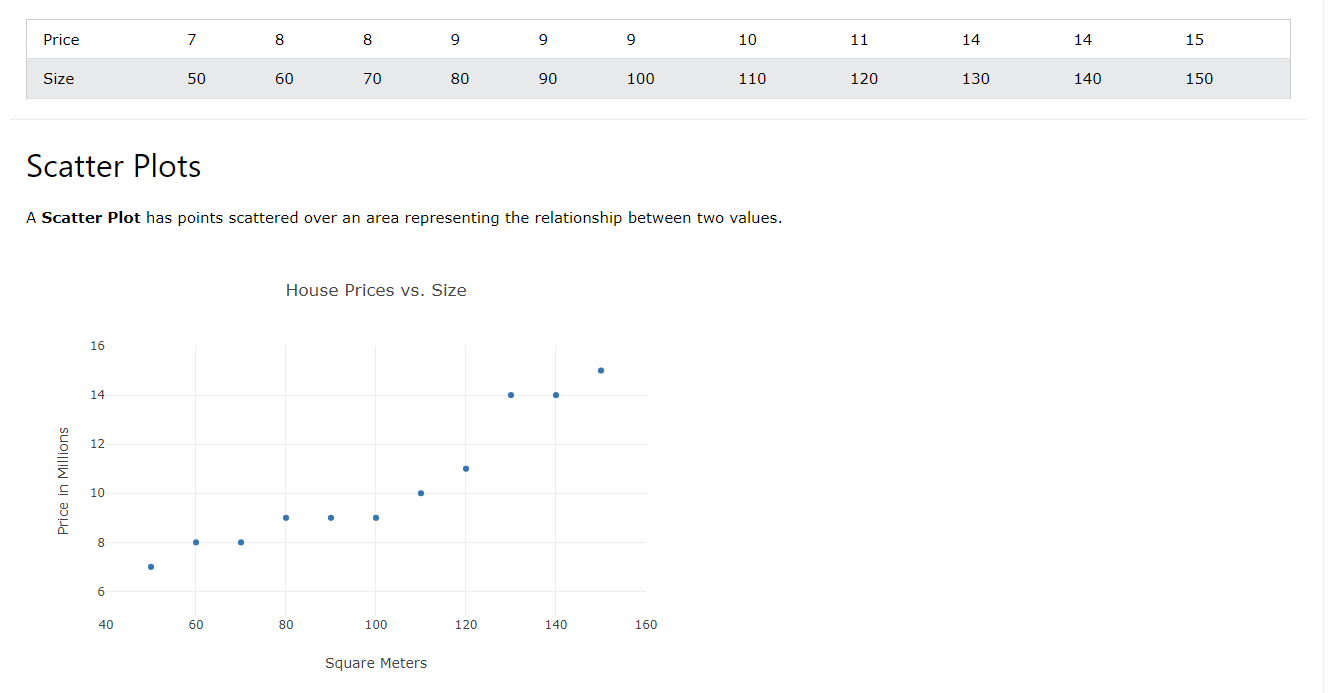 Price 7 8 8 9 9 9 10 11 14 14 15
Size 50 60 70 80 90 100 110 120 130 140 150
Scatter Plots
A Scatter Plot has points scattered over an area representing the relationship between two values.
House Prices vs. Size
Price in Millions
16
14
12
10
8
6
40 60 80 100 120 140 160
Square Meters